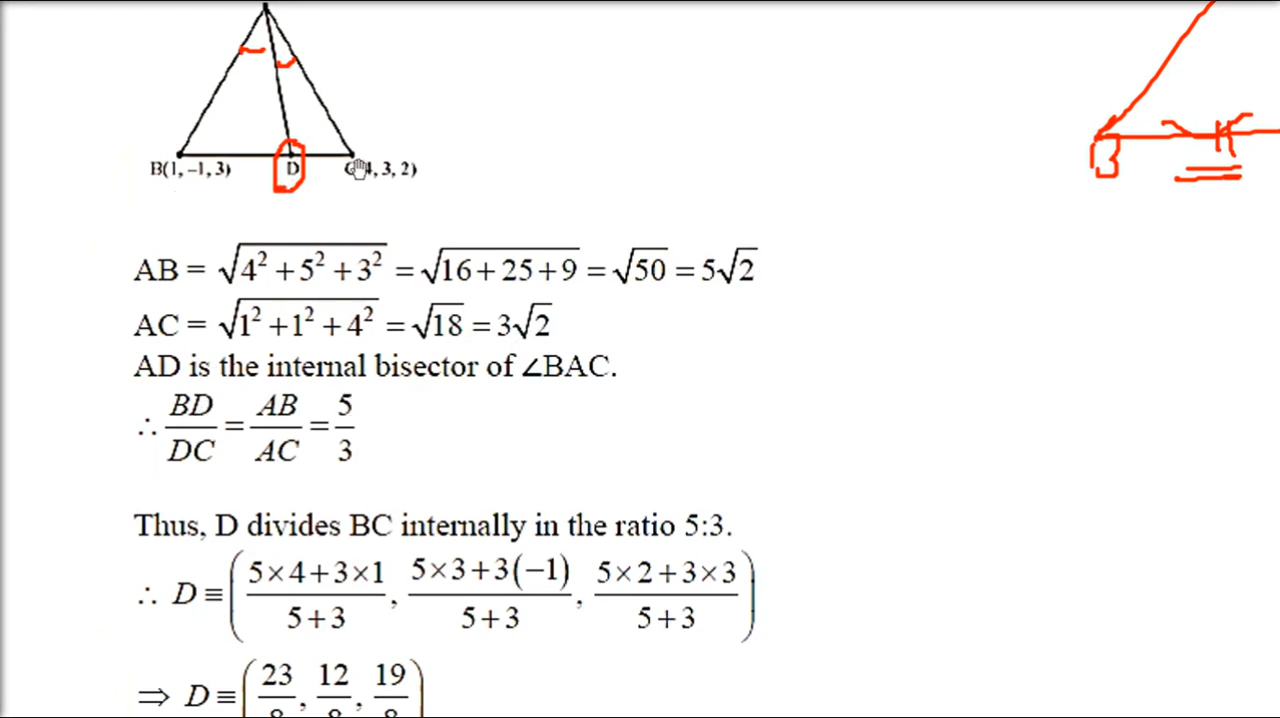 B(1, –1, 3) D 4, 3, 2)
B
AB = √(4² + 5² + 3²) = √(16+25+9) = √50 = 5√2
AC = √(1² +1² + 4²) = √18 = 3√2
AD is the internal bisector of ∠BAC.
∴ BD/DC = AB/AC = 5/3
Thus, D divides BC internally in the ratio 5:3.
∴ D ≡ ((5×4+3×1)/(5+3), (5×3+3(−1))/(5+3), (5×2+3×3)/(5+3))
⇒ D ≡ (23/8, 12/8, 19/8)